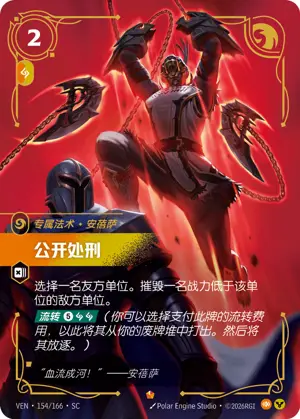 2
专属法术·安蓓萨
公开处刑
选择一名友方单位。摧毁一名战力低于该单
位的敌方单位。
流转 5 (你可以选择支付此牌的流转费
用,以此将其从你的废牌堆中打出。然后将
其放逐。)
“血流成河!”——安蓓萨
VEN · 154/166 · SC
Polar Engine Studio · ©2026RGI